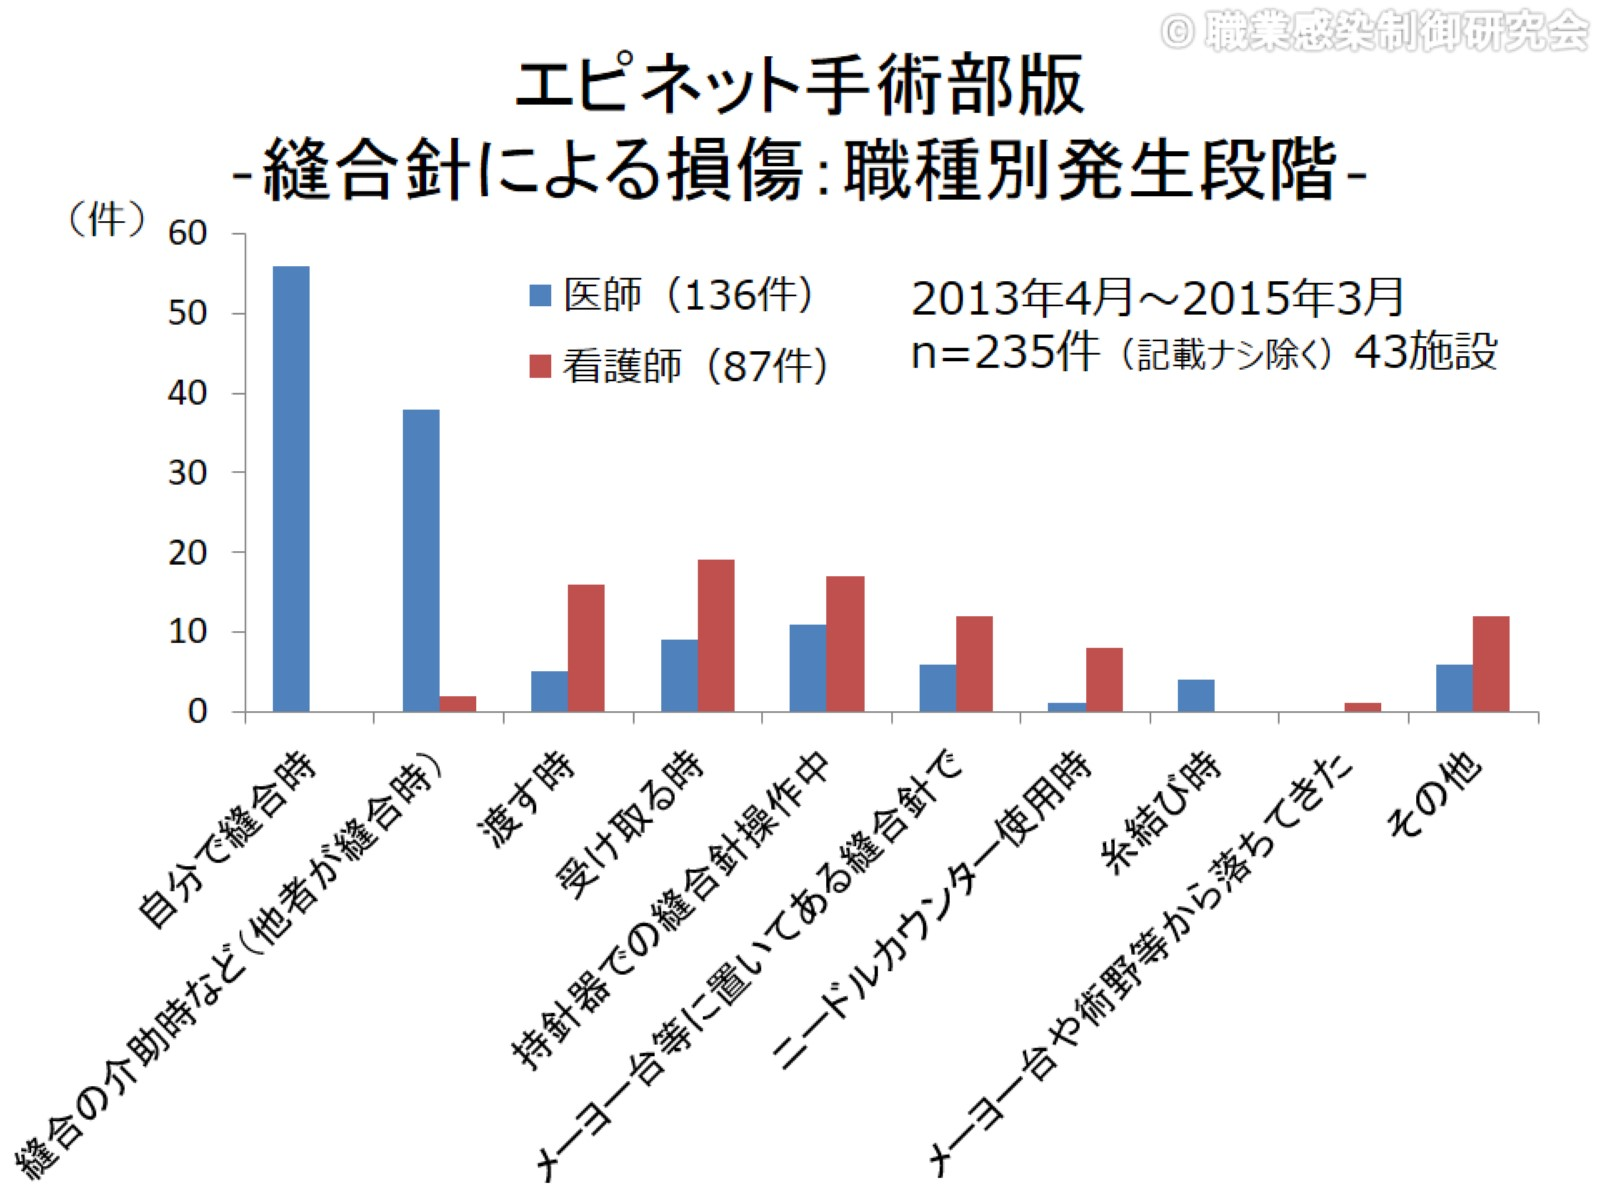 © 職業感染制御研究会
エピネット手術部版
-縫合針による損傷:職種別発生段階-
（件）
60
50
40
30
20
10
0
医師（136件）
看護師（87件）
2013年4月～2015年3月
n=235件（記載ナシ除く）43施設
自分で縫合時
縫合の介助時など(他者が縫合時)
渡す時
受け取る時
持針器での縫合針操作中
メーヨー台等に置いてある縫合針で
ニードルカウンター使用時
糸結び時
メーヨー台や術野等から落ちてきた
その他